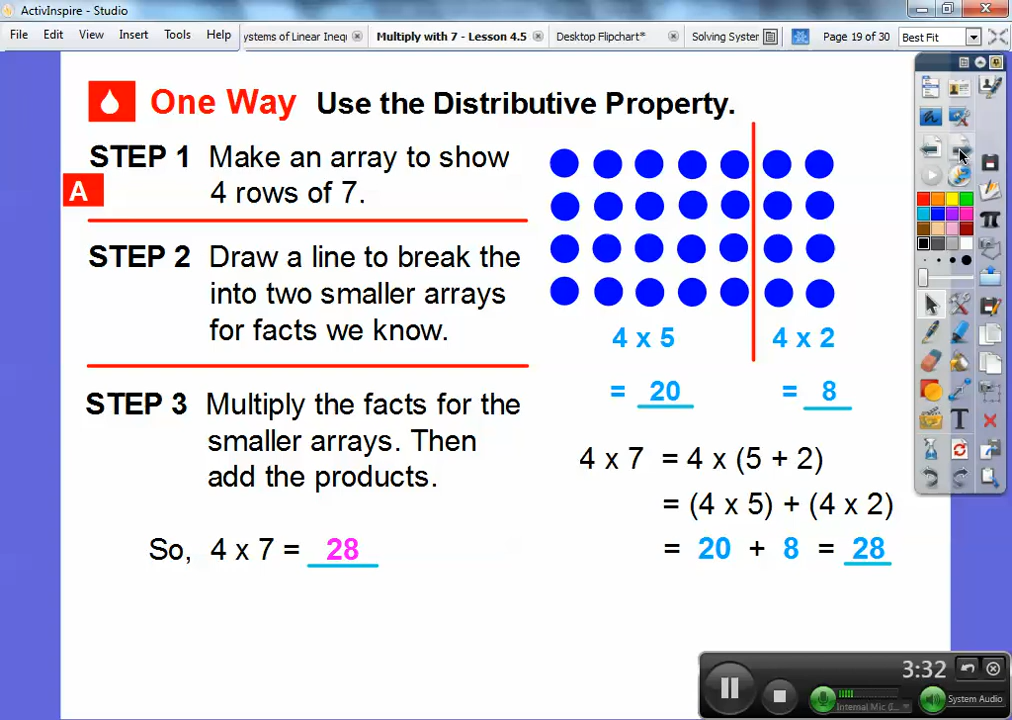 ActivInspire - Studio
File Edit View Insert Tools Help
ystems of Linear Inequ
Multiply with 7 - Lesson 4.5
Desktop Flipchart*
Solving System
Page 19 of 30
Best Fit
One Way Use the Distributive Property.
STEP 1 Make an array to show
A
4 rows of 7.
STEP 2 Draw a line to break the
into two smaller arrays
for facts we know.
4 x 5 4 x 2
= 20 = 8
STEP 3 Multiply the facts for the
smaller arrays. Then
add the products.
So, 4 x 7 = 28
4 x 7 = 4 x (5 + 2)
= (4 x 5) + (4 x 2)
= 20 + 8 = 28
π
T
3:32
Internal Mic (I
System Audio